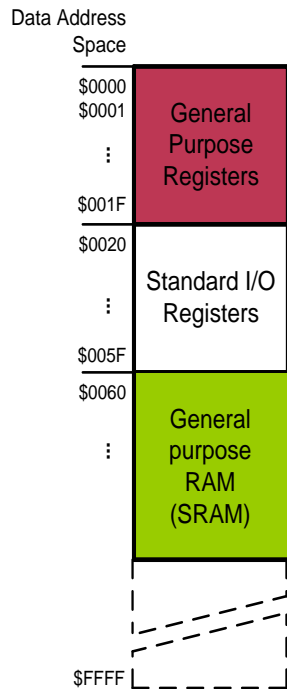 Data Address
Space
$0000
$0001
General
Purpose
Registers
⋮
$001F
$0020
Standard I/O
Registers
⋮
$005F
$0060
General
purpose
RAM
(SRAM)
⋮
$FFFF